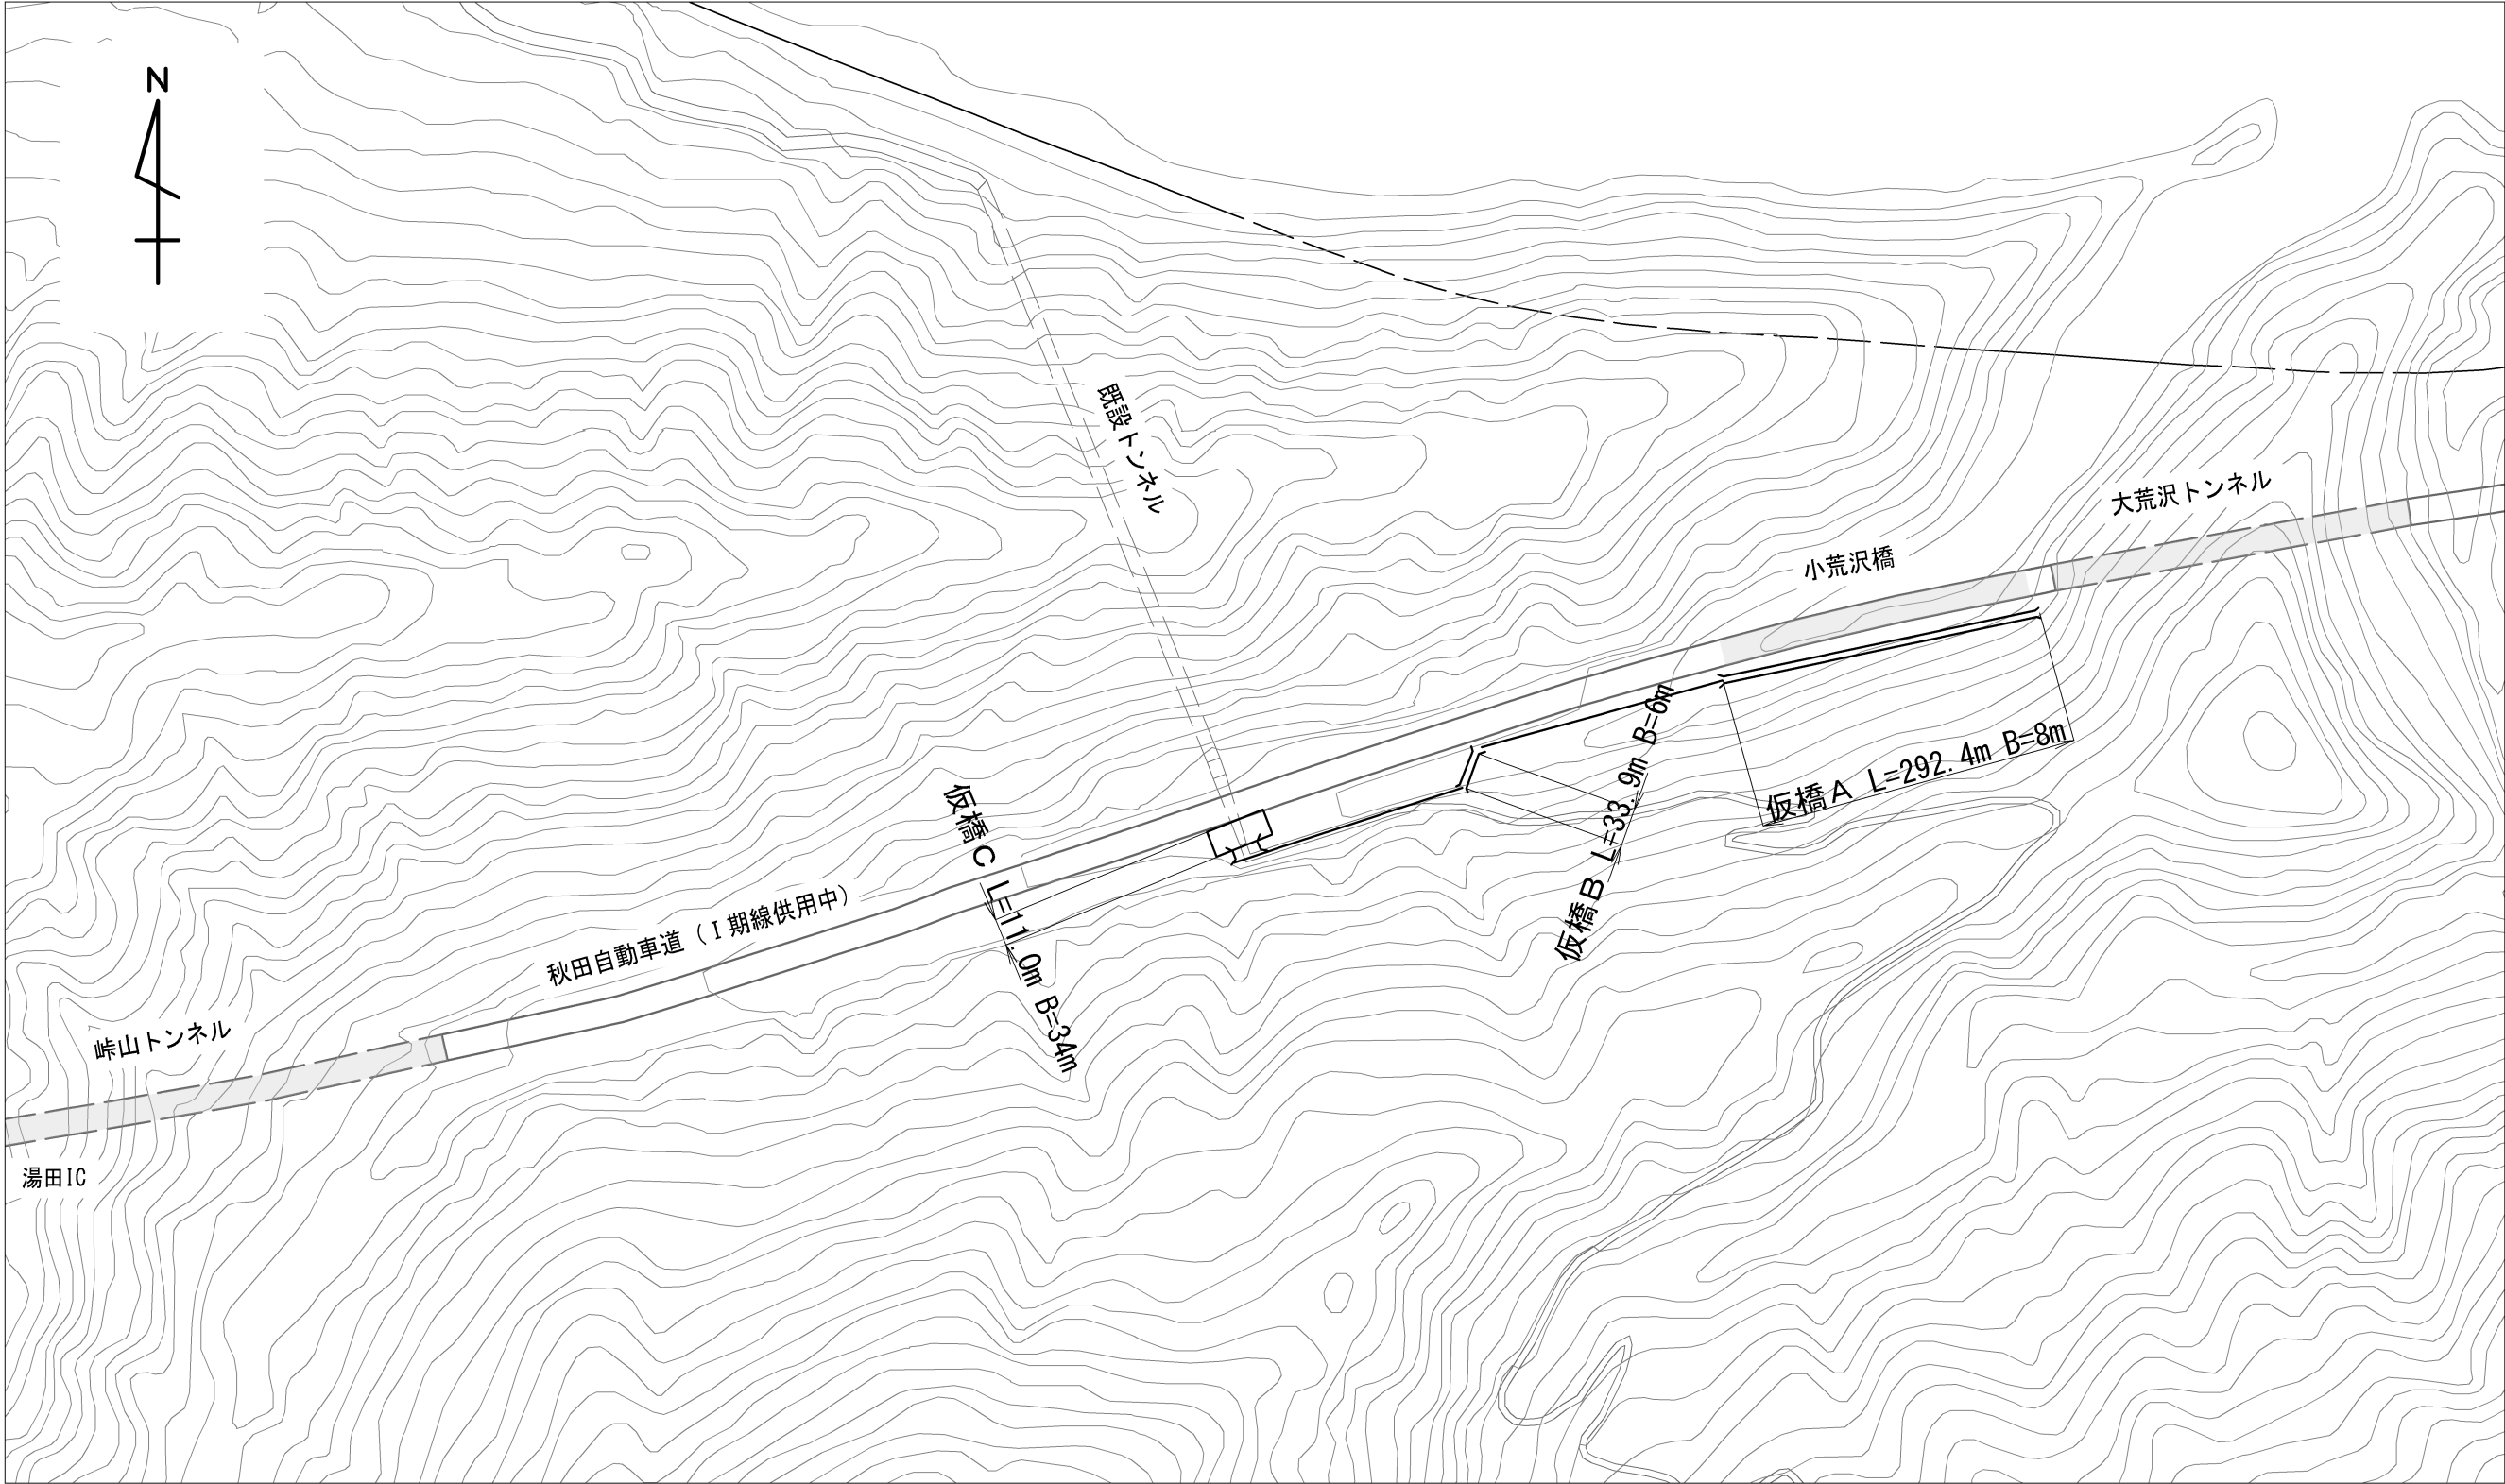 N
既設トンネル
大荒沢トンネル
小荒沢橋
仮橋A L=292.4m B=8m
仮橋B L=33.9m B=6m
仮橋C L=11.0m B=34m
秋田自動車道(Ⅰ期線供用中)
峠山トンネル
湯田IC